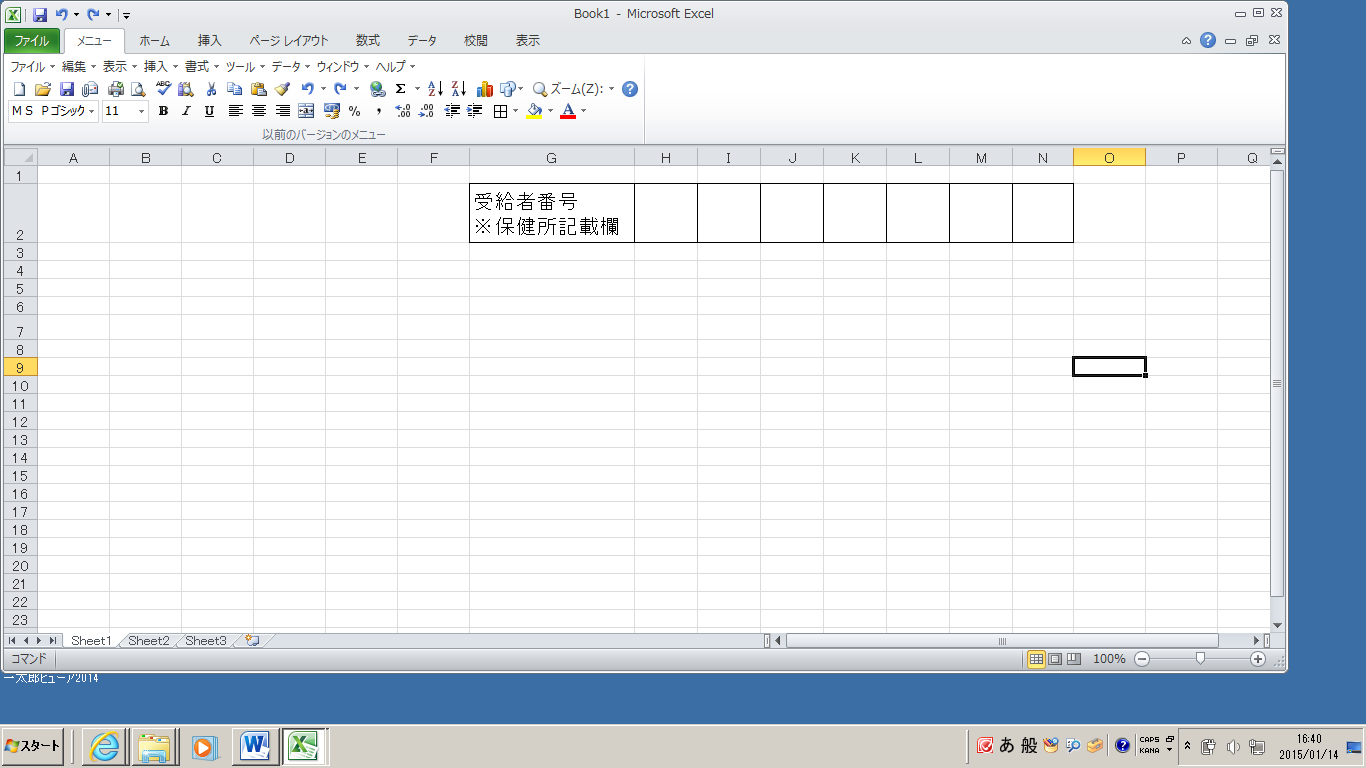 Book1 - Microsoft Excel
ファイル メニュー ホーム 挿入 ページ レイアウト 数式 データ 校閲 表示
ファイル 編集 表示 挿入 書式 ツール データ ウィンドウ ヘルプ
ABC Σ A Z Z A ズーム(Z):
ＭＳ Ｐゴシック 11 B I U % , .00 .0 A
以前のバージョンのメニュー
A B C D E F G H I J K L M N O P Q
1
受給者番号
※保健所記載欄
2
3
4
5
6
7
8
9
10
11
12
13
14
15
16
17
18
19
20
21
22
23
Sheet1 Sheet2 Sheet3
コマンド 100%
一太郎ビューア2014
スタート あ 般 CAPS KANA 16:40
2015/01/14